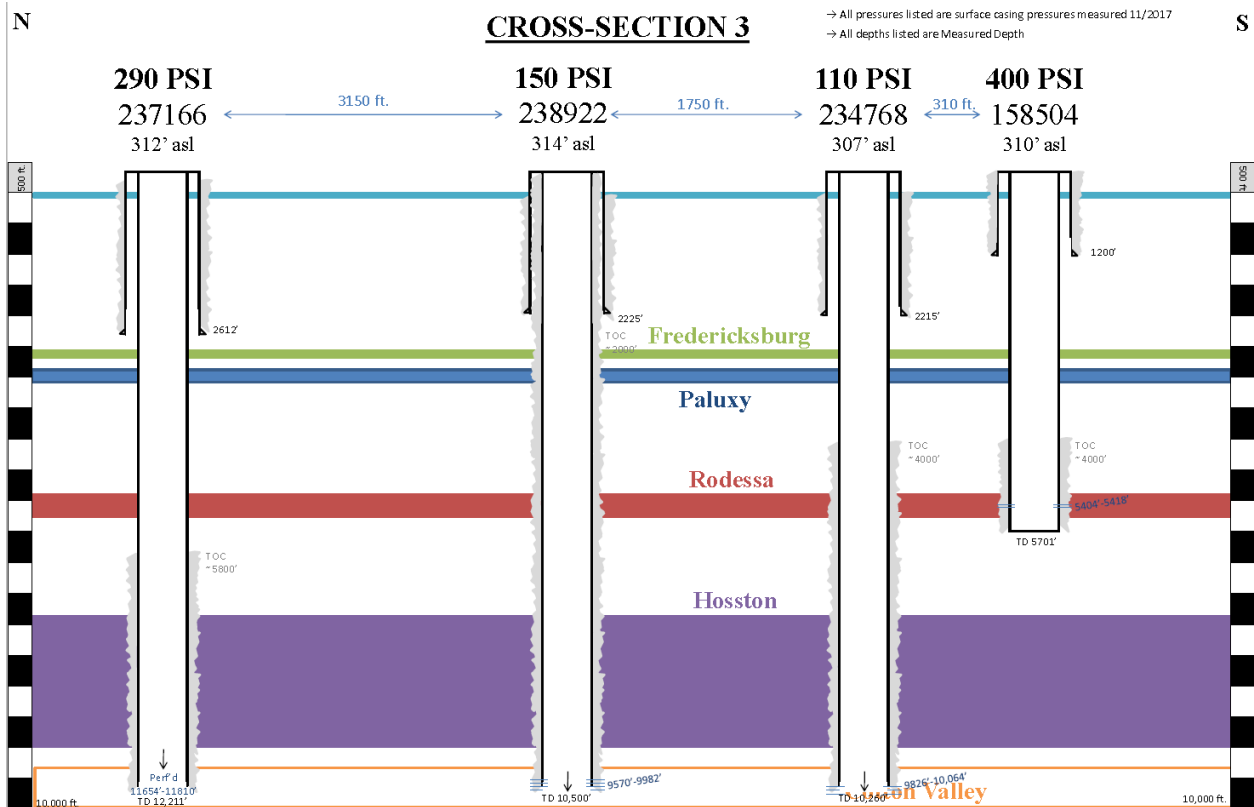 N
CROSS-SECTION 3
→ All pressures listed are surface casing pressures measured 11/2017
→ All depths listed are Measured Depth
S
290 PSI
237166
312’ asl
3150 ft.
150 PSI
238922
314’ asl
1750 ft.
110 PSI
234768
307’ asl
310 ft.
400 PSI
158504
310’ asl
500 ft.
500 ft
1200’
2612’
2225’
2215’
TOC
~2000’
Fredericksburg
Paluxy
TOC
~4000’
TOC
~4000’
Rodessa
5404’-5418’
TD 5701’
TOC
~5800’
Hosston
Perf’d
11654’-11810’
TD 12,211’
9570’-9982’
TD 10,500’
9826’-10,064’
TD 10,260’
Valley
10,000 ft.
10,000 ft.